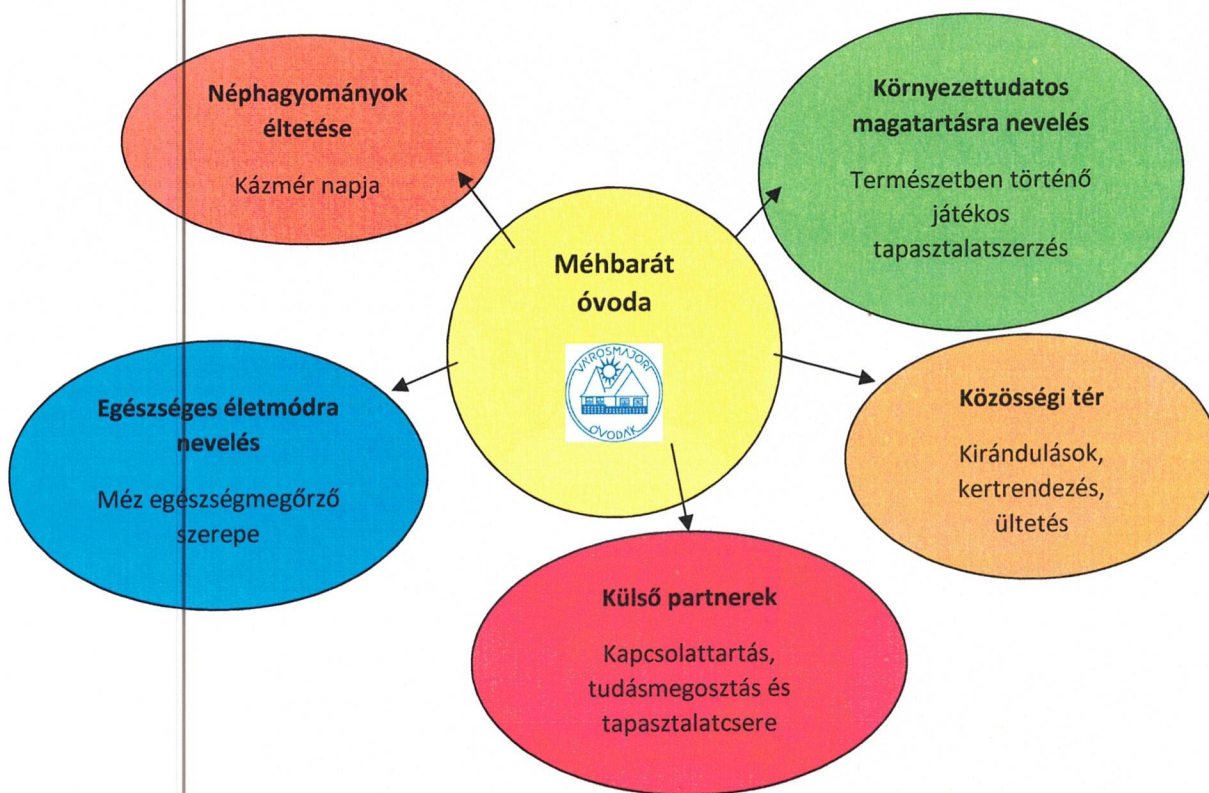 Néphagyományok
éltetése
Kázmér napja
Környezettudatos
magatartásra nevelés
Természetben történő
játékos
tapasztalatszerzés
Méhbarát
óvoda
VÁROSMAJORI
ÓVODÁK
Egészséges életmódra
nevelés
Méz egészségmegőrző
szerepe
Közösségi tér
Kirándulások,
kertrendezés,
ültetés
Külső partnerek
Kapcsolattartás,
tudásmegosztás és
tapasztalatcsere